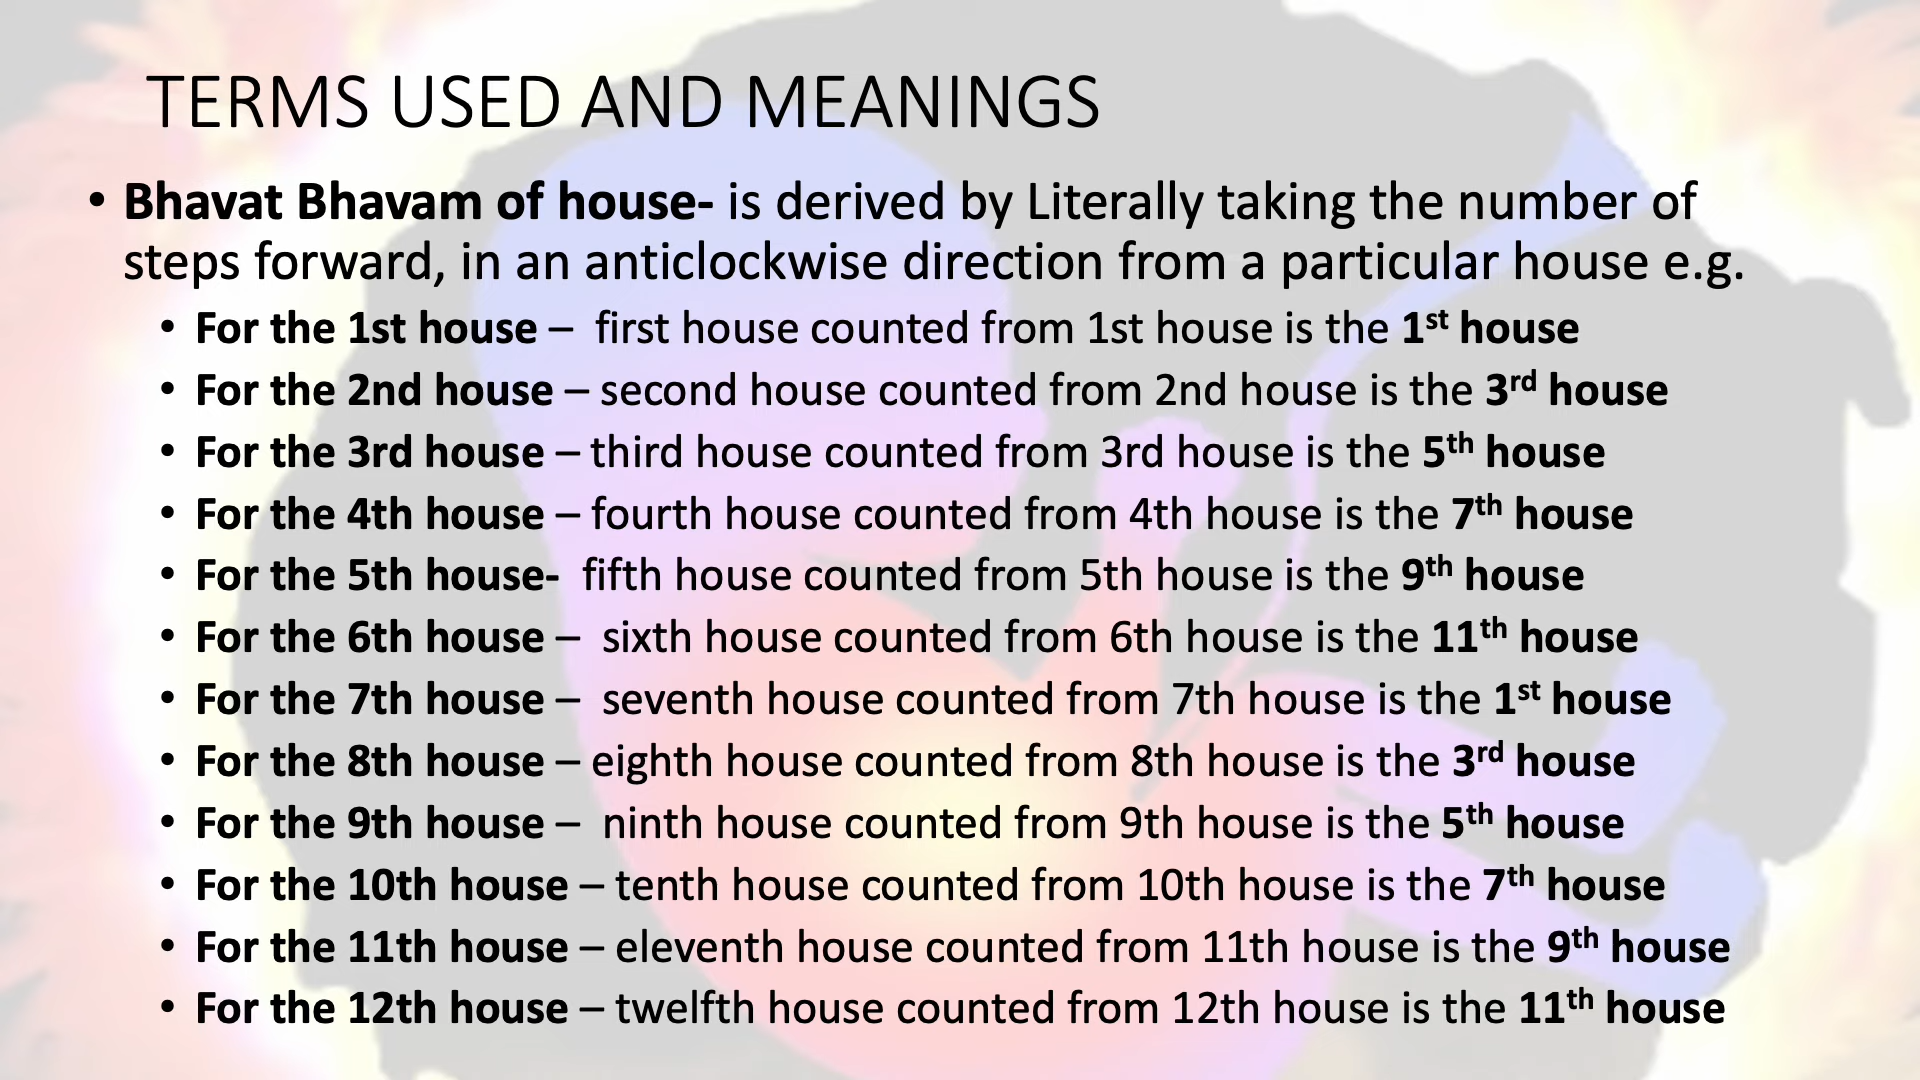 TERMS USED AND MEANINGS
• Bhavat Bhavam of house- is derived by Literally taking the number of
steps forward, in an anticlockwise direction from a particular house e.g.
• For the 1st house – first house counted from 1st house is the 1st house
• For the 2nd house – second house counted from 2nd house is the 3rd house
• For the 3rd house – third house counted from 3rd house is the 5th house
• For the 4th house – fourth house counted from 4th house is the 7th house
• For the 5th house- fifth house counted from 5th house is the 9th house
• For the 6th house – sixth house counted from 6th house is the 11th house
• For the 7th house – seventh house counted from 7th house is the 1st house
• For the 8th house – eighth house counted from 8th house is the 3rd house
• For the 9th house – ninth house counted from 9th house is the 5th house
• For the 10th house – tenth house counted from 10th house is the 7th house
• For the 11th house – eleventh house counted from 11th house is the 9th house
• For the 12th house – twelfth house counted from 12th house is the 11th house